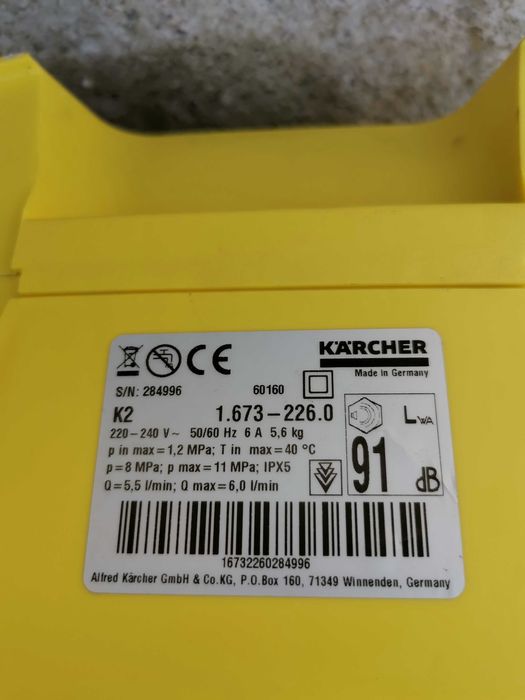 CE
KÄRCHER
Made in Germany
S/N: 284996
60160
K2
1.673-226.0
220-240 V~ 50/60 Hz 6 A 5,6 kg
p in max=1,2 MPa; T in max=40 °C
p=8 MPa; p max=11 MPa; IPX5
Q=5,5 l/min; Q max=6,0 l/min
LWA
91 dB
16732260284996
Alfred Kärcher GmbH & Co.KG, P.O.Box 160, 71349 Winnenden, Germany